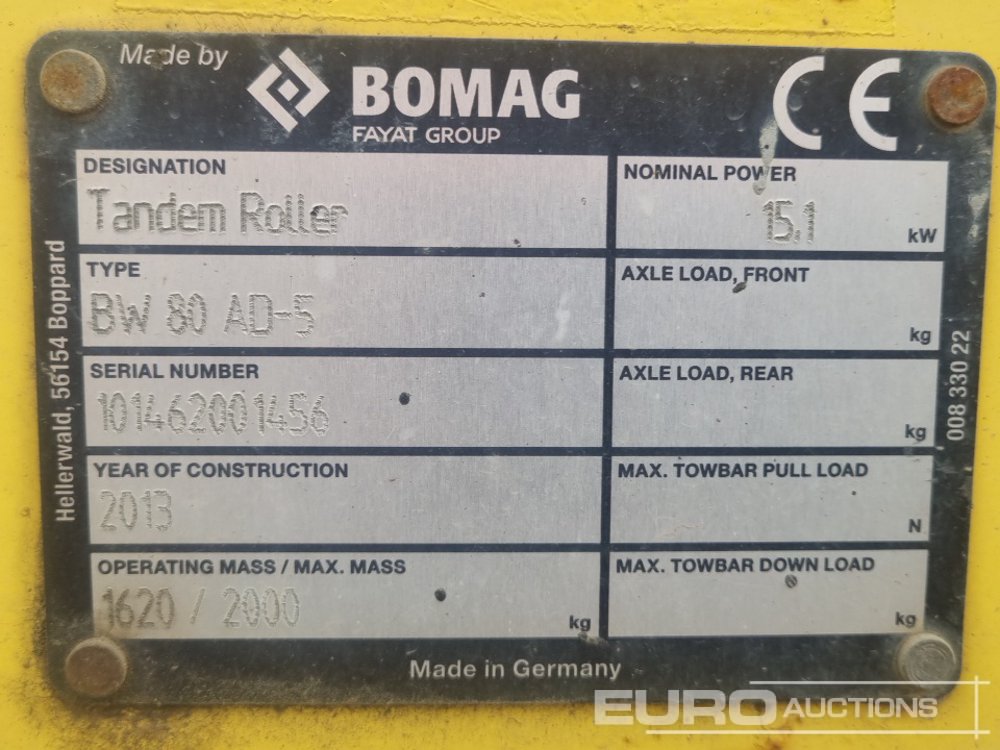 Made by
BOMAG
FAYAT GROUP
CE
DESIGNATION
Tandem Roller
NOMINAL POWER
15,1 kW
TYPE
BW 80 AD-5
AXLE LOAD, FRONT
kg
SERIAL NUMBER
AXLE LOAD, REAR
kg
YEAR OF CONSTRUCTION
2013
MAX. TOWBAR PULL LOAD
N
OPERATING MASS / MAX. MASS
1620 / 2000 kg
MAX. TOWBAR DOWN LOAD
kg
Made in Germany
Hellerwald, 56154 Boppard
008 330 22
EURO AUCTIONS